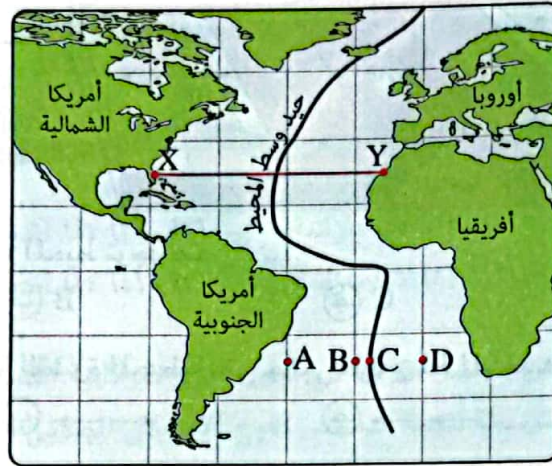 أمريكا
الشمالية
أوروبا
حيد وسط المحيط
X
Y
أفريقيا
أمريكا
الجنوبية
A
B
C
D